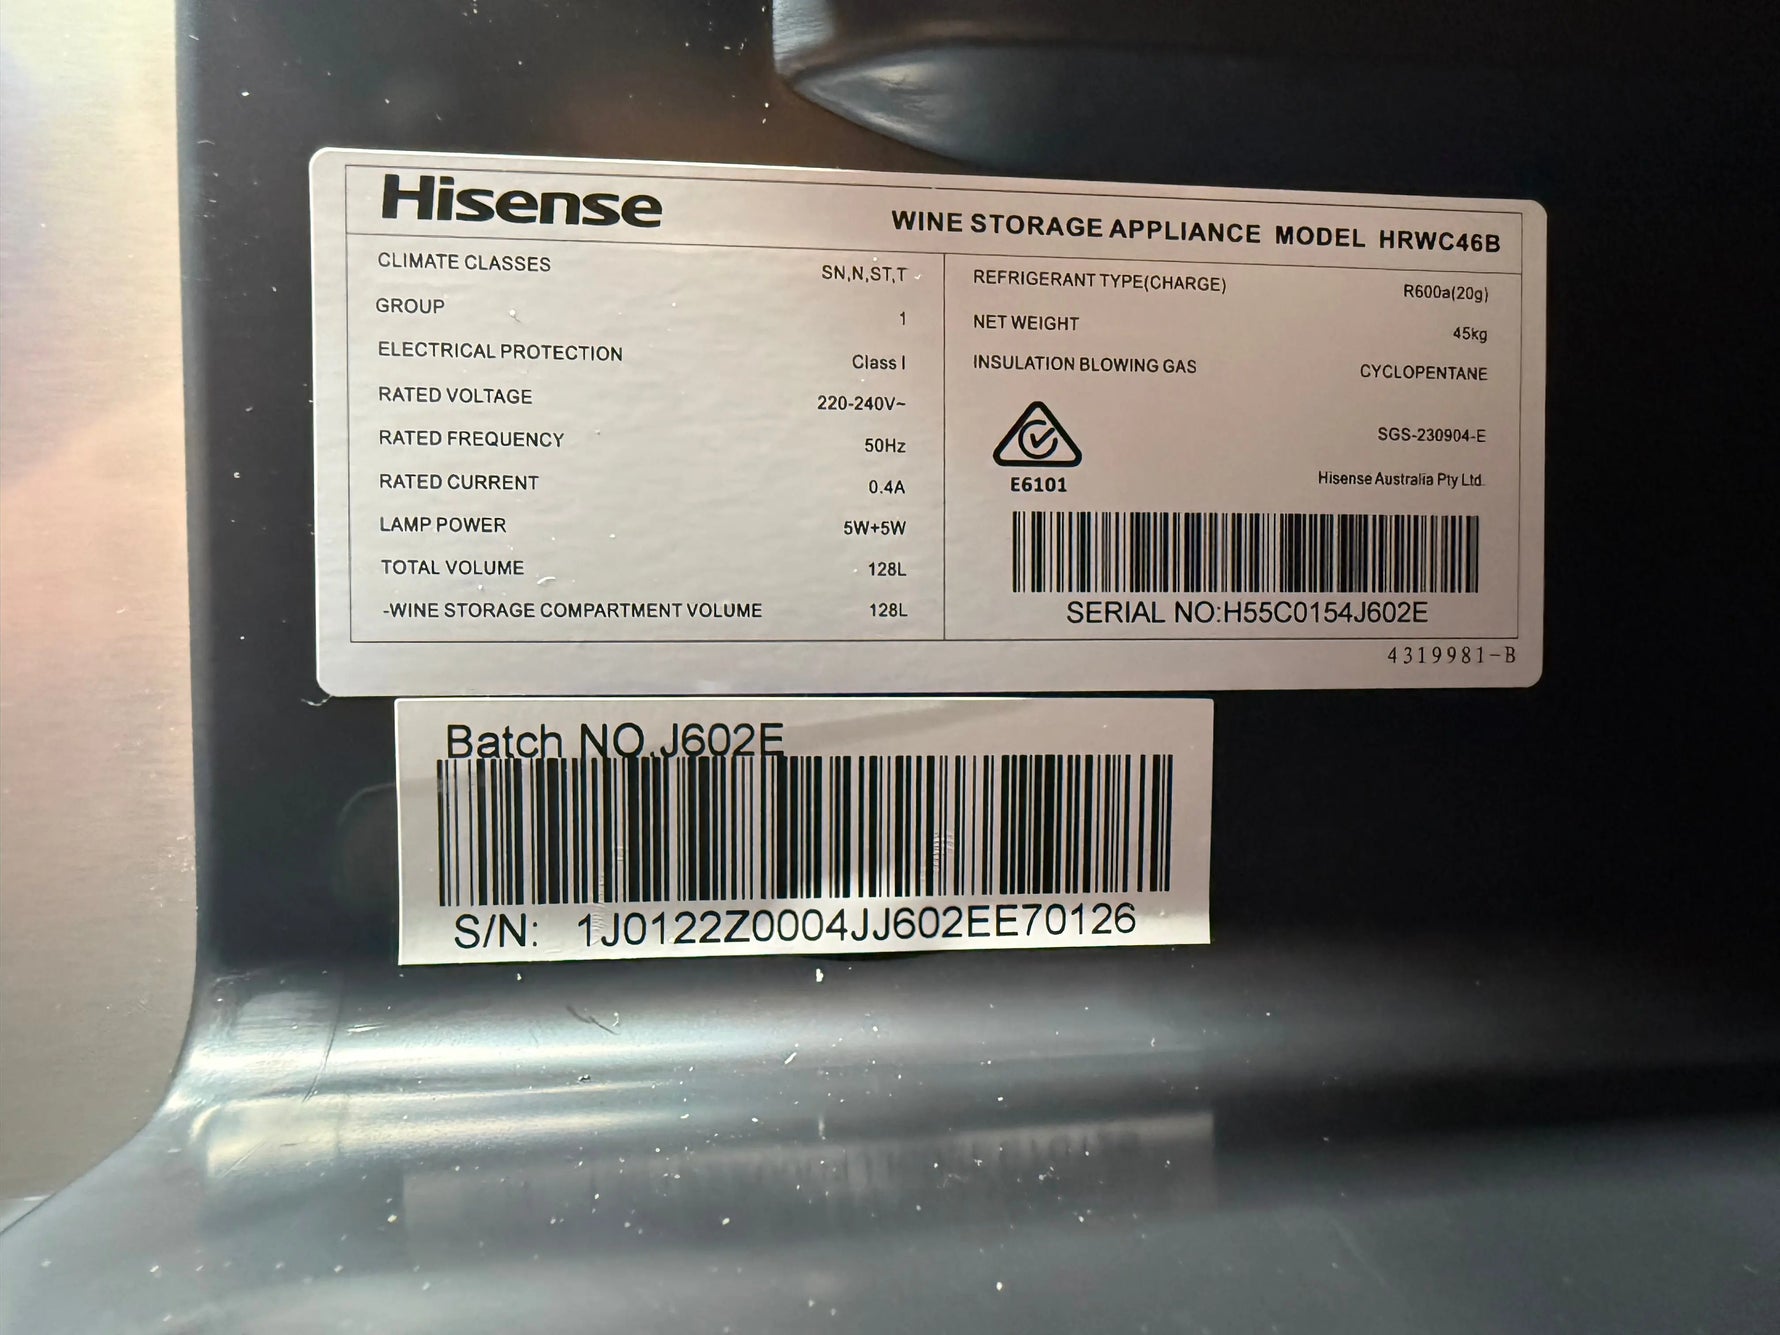 Hisense
WINE STORAGE APPLIANCE MODEL HRWC46B
CLIMATE CLASSES SN,N,ST,T
GROUP 1
ELECTRICAL PROTECTION Class I
RATED VOLTAGE 220-240V~
RATED FREQUENCY 50Hz
RATED CURRENT 0.4A
LAMP POWER 5W+5W
TOTAL VOLUME 128L
-WINE STORAGE COMPARTMENT VOLUME 128L
REFRIGERANT TYPE(CHARGE) R600a(20g)
NET WEIGHT 45kg
INSULATION BLOWING GAS CYCLOPENTANE
SGS-230904-E
E6101
Hisense Australia Pty Ltd.
SERIAL NO:H55C0154J602E
4319981-B
Batch NO.J602E
S/N: 1J0122Z0004JJ602EE70126